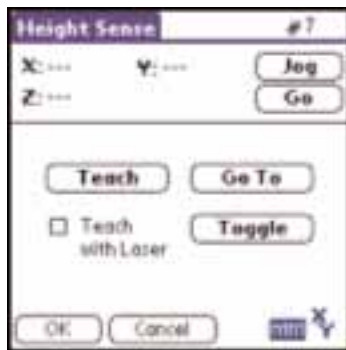 Height Sense #7
X: --- Y: --- Jog
Z: --- Go
Teach Go To
Teach with Laser Toggle
OK Cancel mm X Y